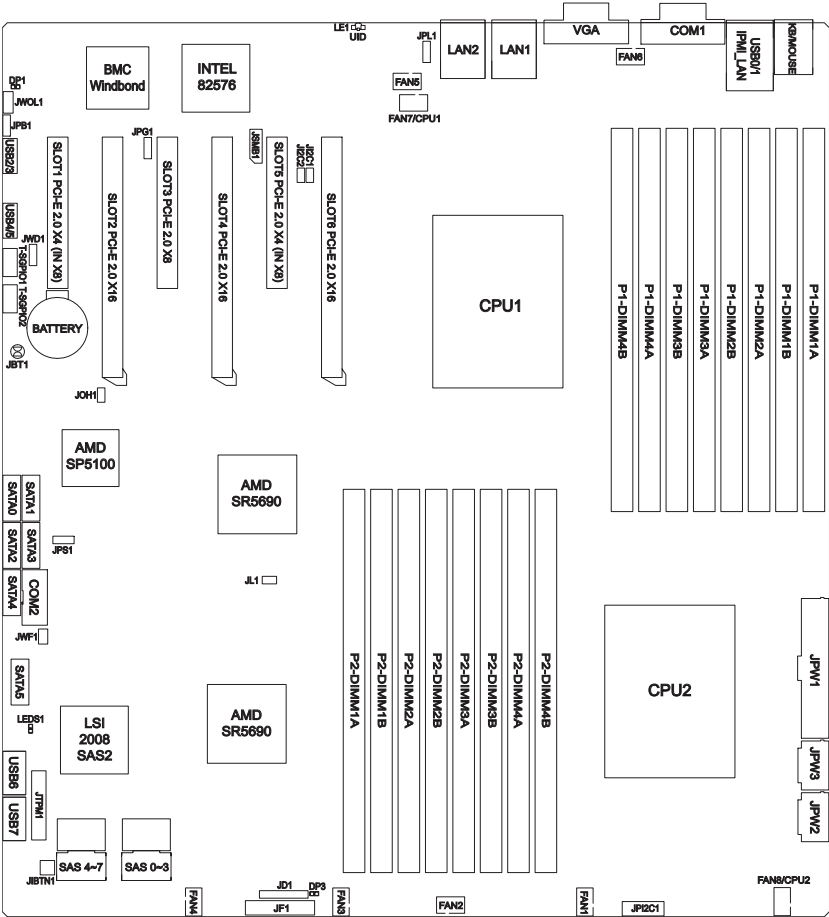 LE1
UID
JPL1
LAN2
LAN1
VGA
COM1
USB0/1
IPMI_LAN
KB/MOUSE
FAN6
FAN5
FAN7/CPU1
BMC
Windbond
INTEL
82576
DP1
JWOL1
JPB1
USB2/3
JPG1
JSMB1
JI2C2
JI2C1
SLOT1 PCI-E 2.0 X4 (IN X8)
SLOT2 PCI-E 2.0 X16
SLOT3 PCI-E 2.0 X8
SLOT4 PCI-E 2.0 X16
SLOT5 PCI-E 2.0 X4 (IN X8)
SLOT6 PCI-E 2.0 X16
USB4/5
JWD1
T-SGPIO1
T-SGPIO2
BATTERY
JBT1
JOH1
CPU1
P1-DIMM4B
P1-DIMM4A
P1-DIMM3B
P1-DIMM3A
P1-DIMM2B
P1-DIMM2A
P1-DIMM1B
P1-DIMM1A
AMD
SP5100
AMD
SR5690
SATA0
SATA1
SATA2
SATA3
JPS1
SATA4
COM2
JL1
JWF1
SATA5
LEDS1
LSI
2008
SAS2
AMD
SR5690
P2-DIMM1A
P2-DIMM1B
P2-DIMM2A
P2-DIMM2B
P2-DIMM3A
P2-DIMM3B
P2-DIMM4A
P2-DIMM4B
CPU2
JPW1
JPW3
JPW2
USB6
USB7
JTPM1
JIBTN1
SAS 4~7
SAS 0~3
FAN4
JD1
DP3
JF1
FAN3
FAN2
FAN1
JPI2C1
FAN8/CPU2